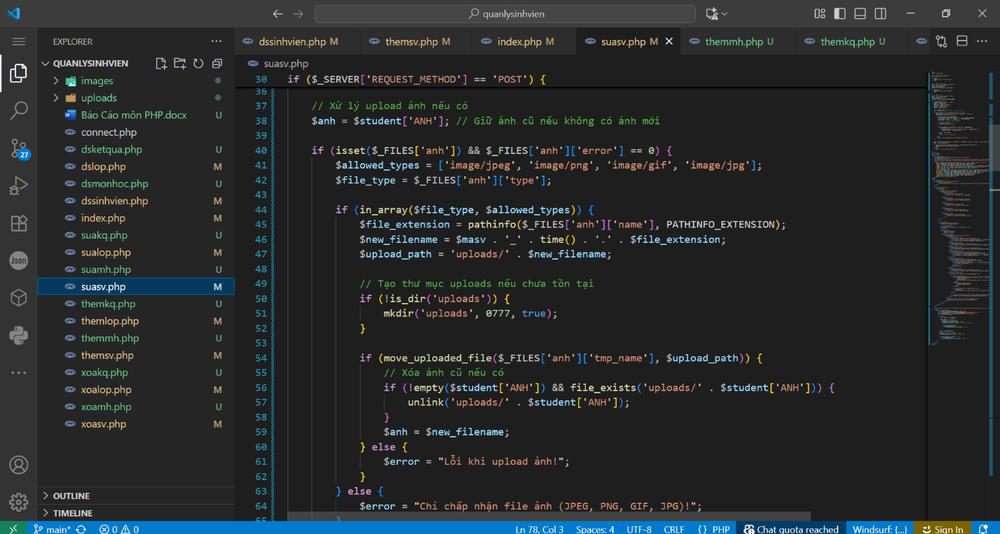 quanlysinhvien
EXPLORER
QUANLYSINHVIEN
images
uploads
Báo Cáo môn PHP.docx U
connect.php
dsketqua.php U
dslop.php M
dsmonhoc.php U
dssinhvien.php M
index.php M
suakq.php U
sualop.php M
suamh.php U
suasv.php M
themkq.php U
themlop.php M
themmh.php U
themsv.php M
xoakq.php U
xoalop.php M
xoamh.php U
xoasv.php M
OUTLINE
TIMELINE
27
Json
dssinhvien.php M themsv.php M index.php M suasv.php M themmh.php U themkq.php U
suasv.php
30 if ($_SERVER['REQUEST_METHOD'] == 'POST') {
36
37 // Xử lý upload ảnh nếu có
38 $anh = $student['ANH']; // Giữ ảnh cũ nếu không có ảnh mới
39
40 if (isset($_FILES['anh']) && $_FILES['anh']['error'] == 0) {
41 $allowed_types = ['image/jpeg', 'image/png', 'image/gif', 'image/jpg'];
42 $file_type = $_FILES['anh']['type'];
43
44 if (in_array($file_type, $allowed_types)) {
45 $file_extension = pathinfo($_FILES['anh']['name'], PATHINFO_EXTENSION);
46 $new_filename = $masv . '_' . time() . '.' . $file_extension;
47 $upload_path = 'uploads/' . $new_filename;
48
49 // Tạo thư mục uploads nếu chưa tồn tại
50 if (!is_dir('uploads')) {
51 mkdir('uploads', 0777, true);
52 }
53
54 if (move_uploaded_file($_FILES['anh']['tmp_name'], $upload_path)) {
55 // Xóa ảnh cũ nếu có
56 if (!empty($student['ANH']) && file_exists('uploads/' . $student['ANH'])) {
57 unlink('uploads/' . $student['ANH']);
58 }
59 $anh = $new_filename;
60 } else {
61 $error = "Lỗi khi upload ảnh!";
62 }
63 } else {
64 $error = "Chỉ chấp nhận file ảnh (JPEG, PNG, GIF, JPG)!";
65 }
main* 0 0 Ln 78, Col 3 Spaces: 4 UTF-8 CRLF {} PHP Chat quota reached Windsurf: {...} Sign In